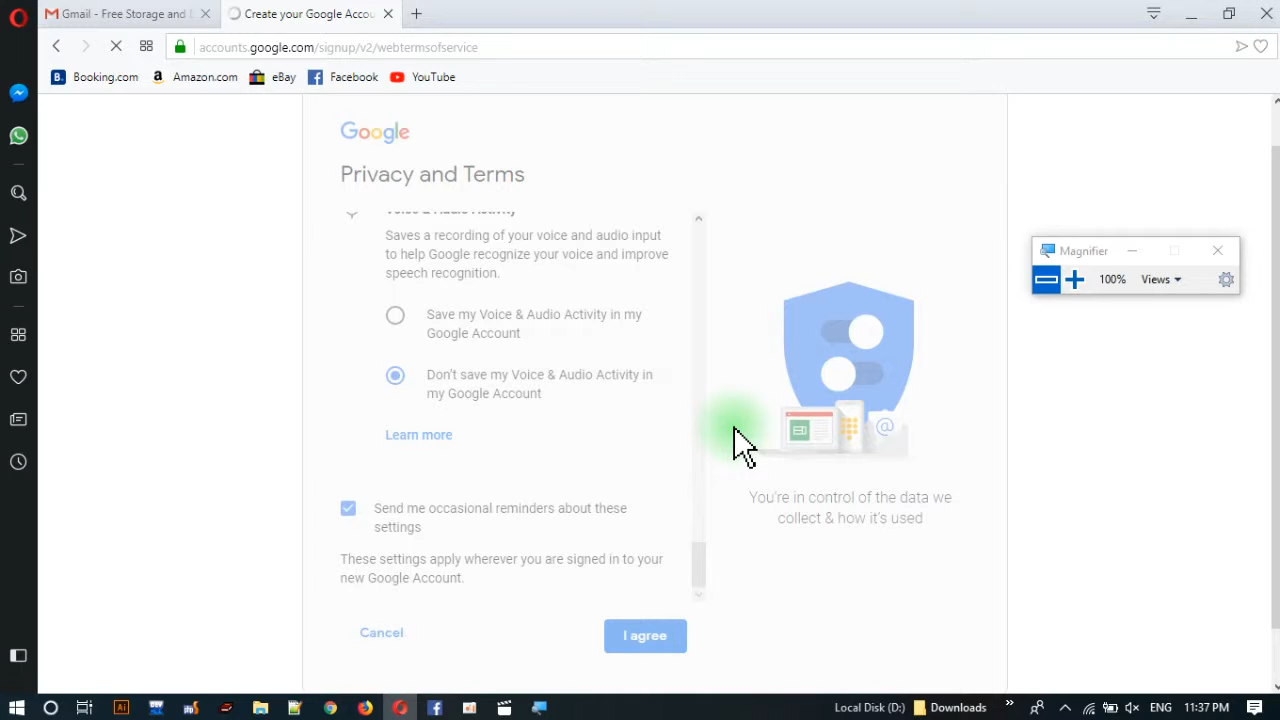 Gmail - Free Storage and
Create your Google Accou
accounts.google.com/signup/v2/webtermsofservice
B. Booking.com
a Amazon.com
eBay
Facebook
YouTube
Google
Privacy and Terms
Voice & Audio Activity
Saves a recording of your voice and audio input
to help Google recognize your voice and improve
speech recognition.
Save my Voice & Audio Activity in my
Google Account
Don't save my Voice & Audio Activity in
my Google Account
Learn more
Send me occasional reminders about these
settings
These settings apply wherever you are signed in to your
new Google Account.
Cancel
I agree
@
You're in control of the data we
collect & how it's used
Magnifier
100%
Views
Ai
Local Disk (D:)
Downloads
11:37 PM